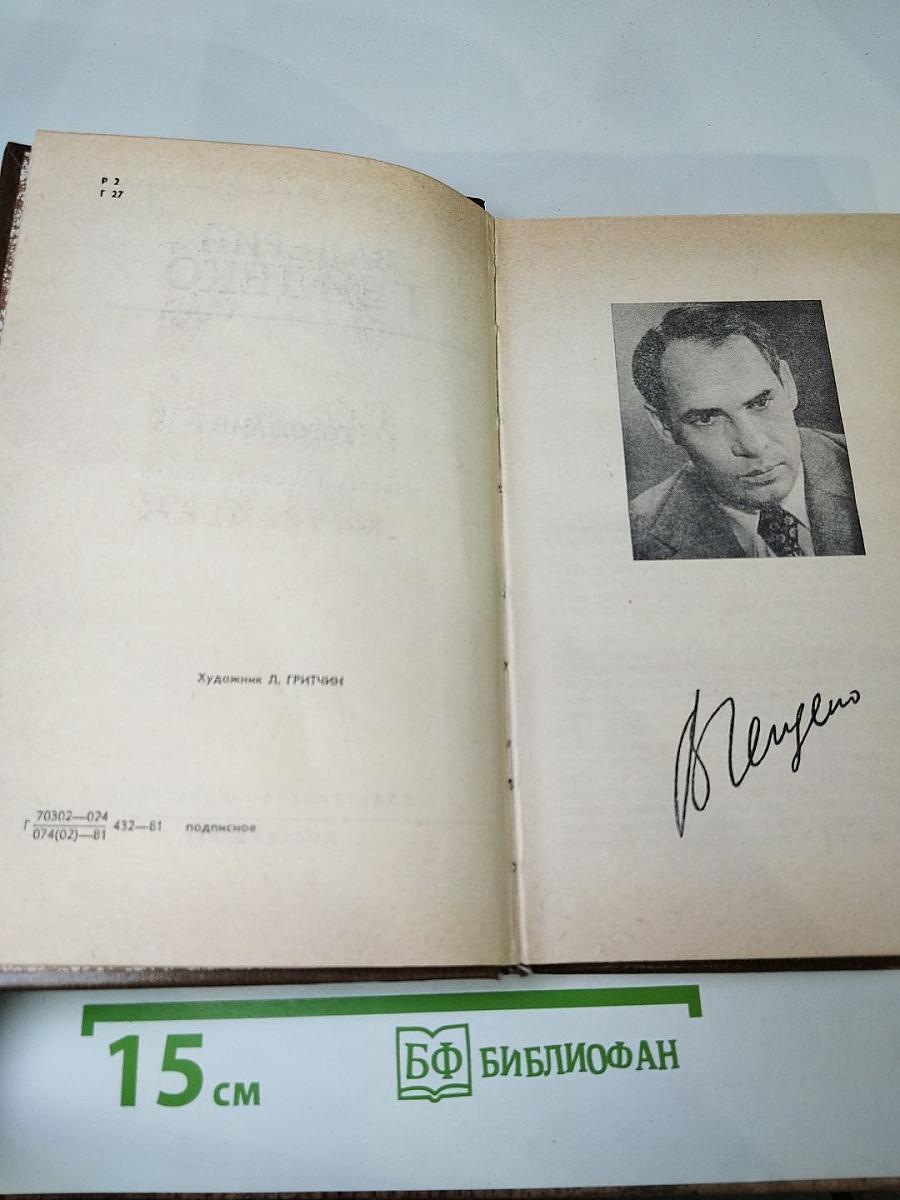 Р 2
Г 27
Художник Л. ГРИТЧИН
Г 70302—024
074(02)—81 432—81 подписное
15 см
БФ БИБЛИОФАН